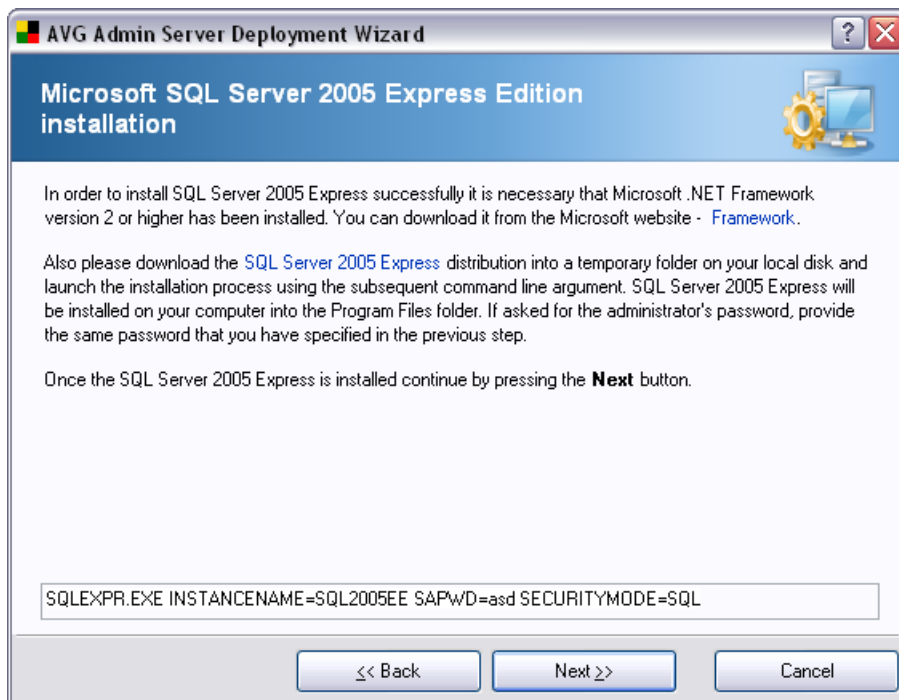 AVG Admin Server Deployment Wizard
?
Microsoft SQL Server 2005 Express Edition
installation
In order to install SQL Server 2005 Express successfully it is necessary that Microsoft .NET Framework
version 2 or higher has been installed. You can download it from the Microsoft website - Framework.
Also please download the SQL Server 2005 Express distribution into a temporary folder on your local disk and
launch the installation process using the subsequent command line argument. SQL Server 2005 Express will
be installed on your computer into the Program Files folder. If asked for the administrator's password, provide
the same password that you have specified in the previous step.
Once the SQL Server 2005 Express is installed continue by pressing the Next button.
SQLEXPR.EXE INSTANCENAME=SQL2005EE SAPWD=asd SECURITYMODE=SQL
<< Back
Next >>
Cancel